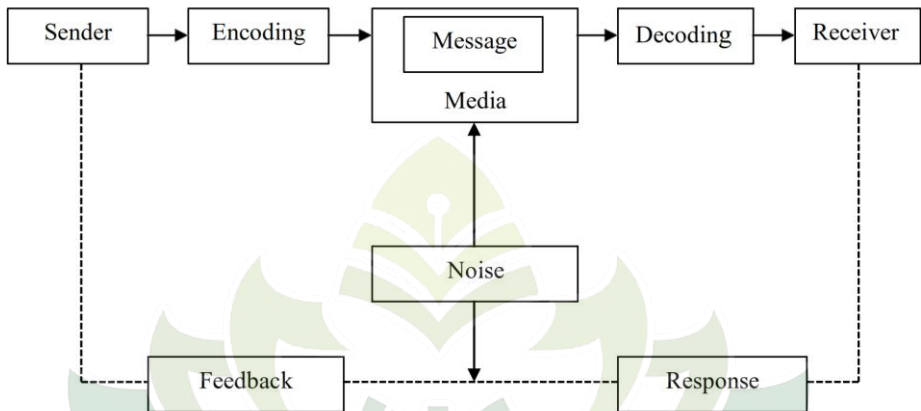 Sender
Encoding
Message
Media
Decoding
Receiver
Noise
Feedback
Response